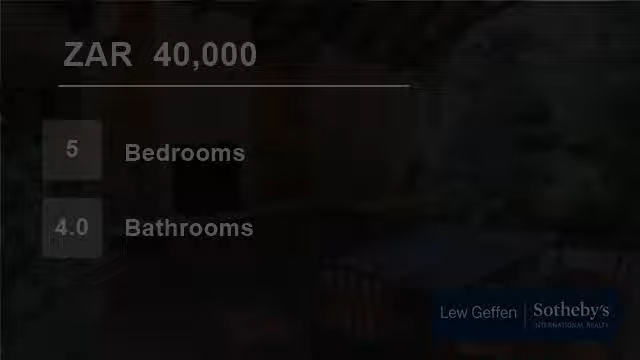 ZAR 40,000
5
Bedrooms
4.0
Bathrooms
Lew Geffen
Sotheby's
INTERNATIONAL REALTY